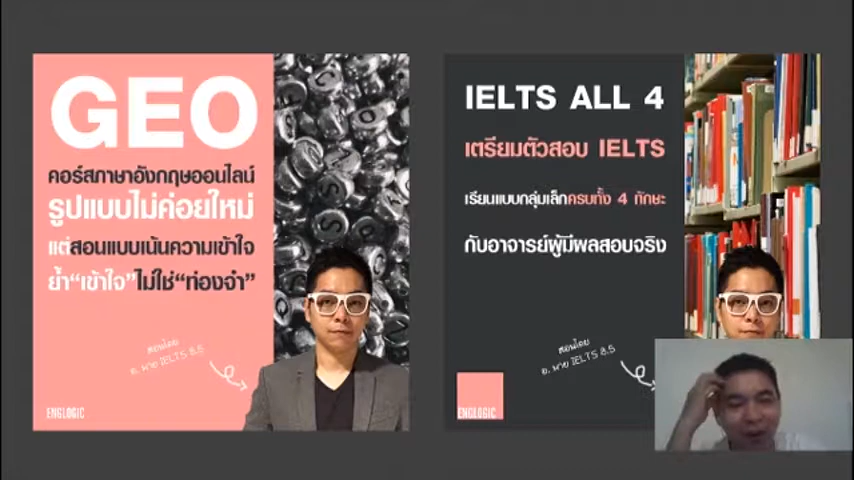 GEO
คอร์สภาษาอังกฤษออนไลน์
รูปแบบไม่ค่อยใหม่
แต่สอนแบบเน้นความเข้าใจ
ย้ำ“เข้าใจ”ไม่ใช่“ท่องจำ”
สอนโดย
อ. พาย IELTS 8.5
ENGLOGIC
IELTS ALL 4
เตรียมตัวสอบ IELTS
เรียนแบบกลุ่มเล็กครบทั้ง 4 ทักษะ
กับอาจารย์ผู้มีผลสอบจริง
สอนโดย
อ. พาย IELTS 8.5
ENGLOGIC